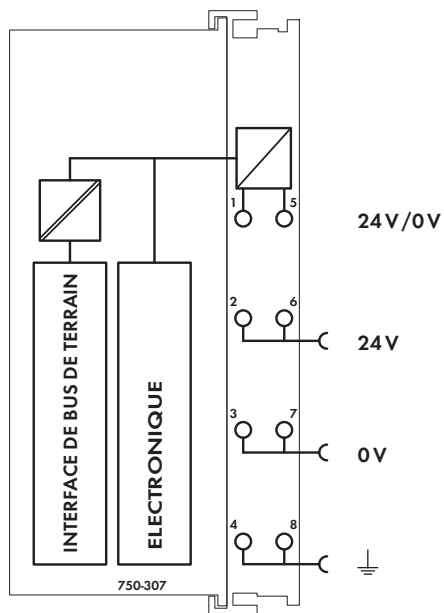 1 5
24V/0V
2 6
24V
3 7
0V
4 8
INTERFACE DE BUS DE TERRAIN
ELECTRONIQUE
750-307